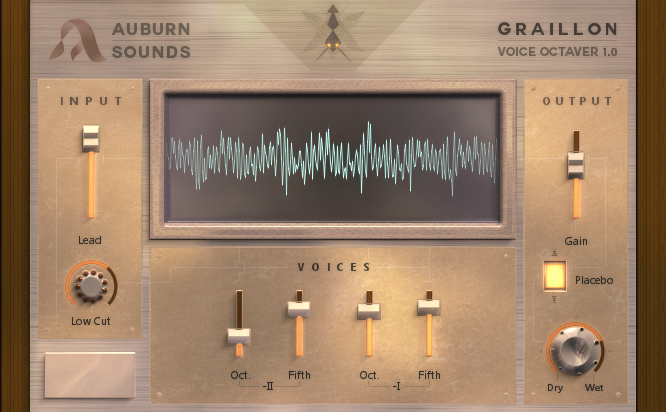 AUBURN
SOUNDS
GRAILLON
VOICE OCTAVER 1.0
INPUT
OUTPUT
Lead
Gain
Low Cut
Placebo
VOICES
Oct.
Fifth
Oct.
Fifth
-II
-I
Dry
Wet